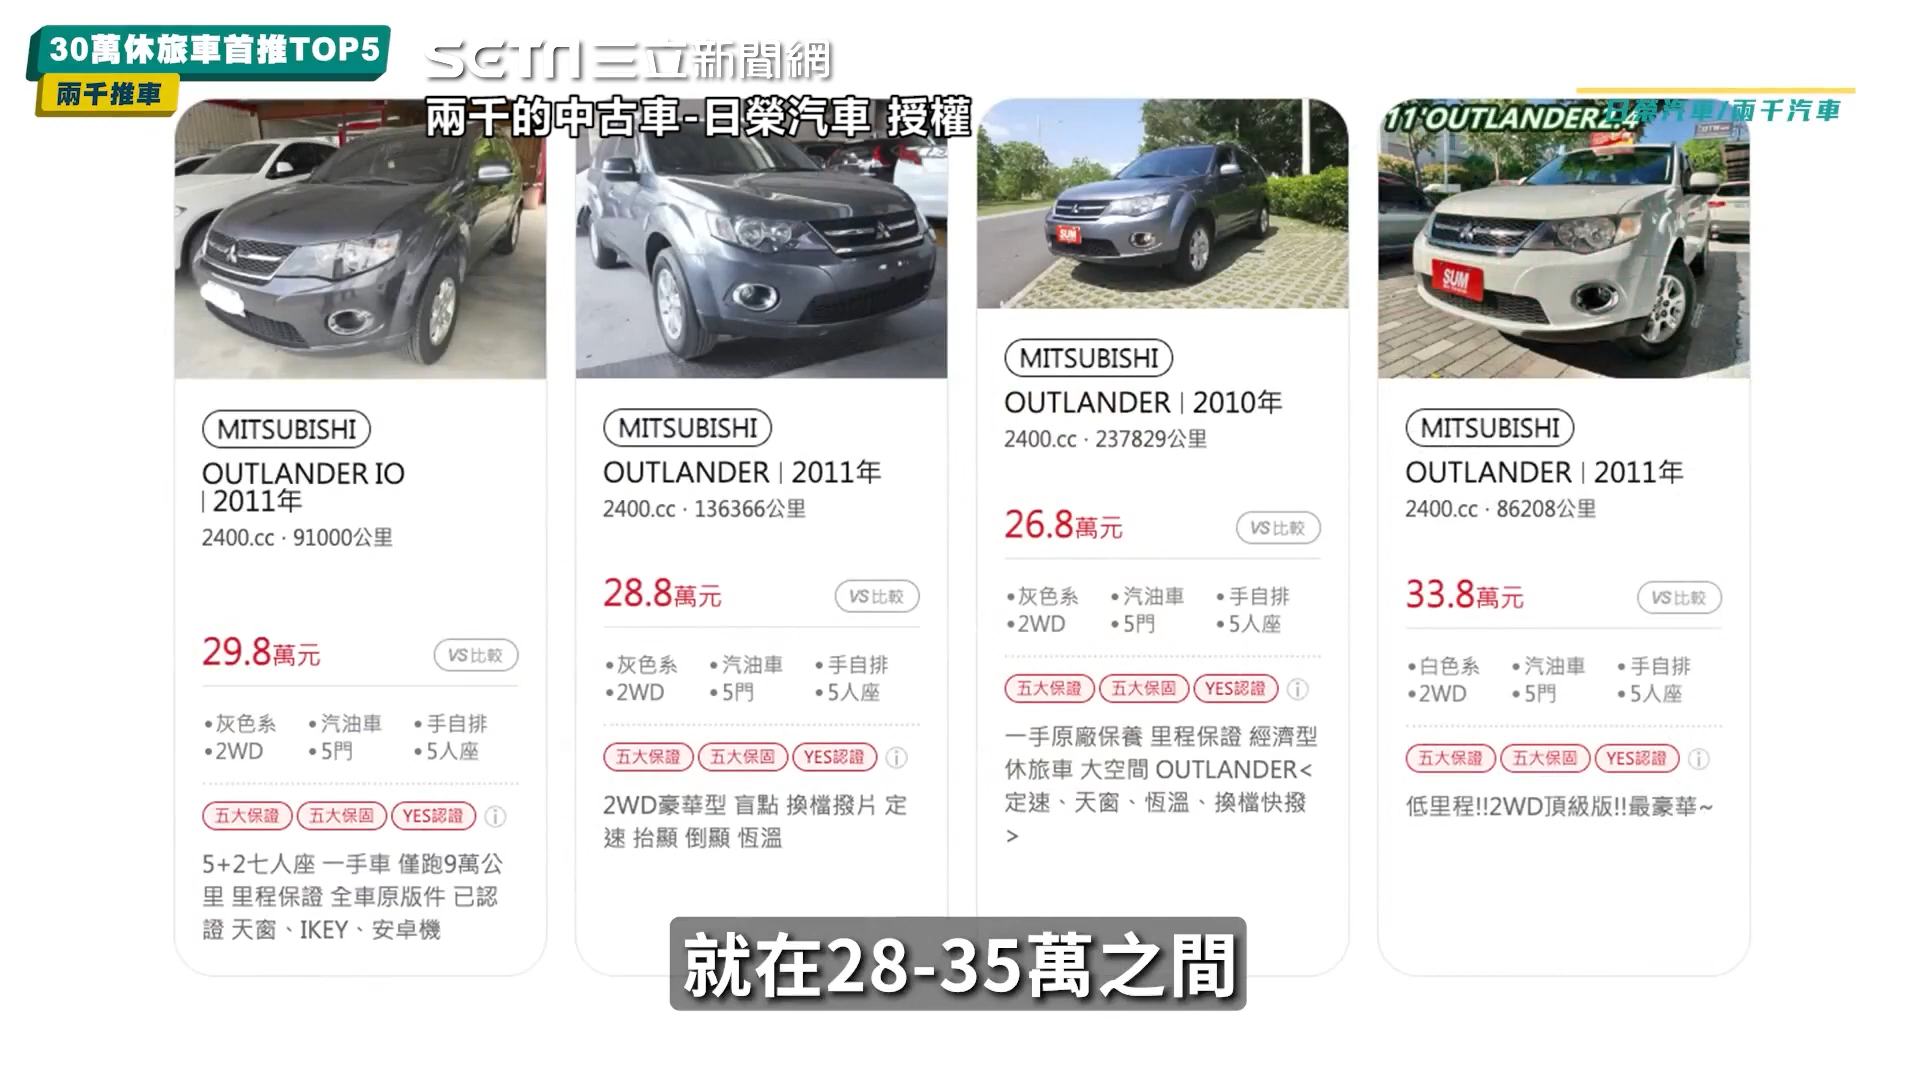 30萬休旅車首推TOP5
兩千推車
SETN三立新聞網
兩千的中古車-日榮汽車 授權
日榮汽車/兩千汽車
MITSUBISHI
OUTLANDER IO
| 2011年
2400.cc · 91000公里
29.8萬元
VS比較
•灰色系 •汽油車 •手自排
•2WD •5門 •5人座
五大保證 五大保固 YES認證
5+2七人座 一手車 僅跑9萬公
里 里程保證 全車原版件 已認
證 天窗、IKEY、安卓機
MITSUBISHI
OUTLANDER | 2011年
2400.cc · 136366公里
28.8萬元
VS比較
•灰色系 •汽油車 •手自排
•2WD •5門 •5人座
五大保證 五大保固 YES認證
2WD豪華型 盲點 換檔撥片 定
速 抬顯 倒顯 恆溫
SUM
MITSUBISHI
OUTLANDER | 2010年
2400.cc · 237829公里
26.8萬元
VS比較
•灰色系 •汽油車 •手自排
•2WD •5門 •5人座
五大保證 五大保固 YES認證
一手原廠保養 里程保證 經濟型
休旅車 大空間 OUTLANDER<
定速、天窗、恆溫、換檔快撥
>
11'OUTLANDER2.4
SUM
MITSUBISHI
OUTLANDER | 2011年
2400.cc · 86208公里
33.8萬元
VS比較
•白色系 •汽油車 •手自排
•2WD •5門 •5人座
五大保證 五大保固 YES認證
低里程!!2WD頂級版!!最豪華~
就在28-35萬之間